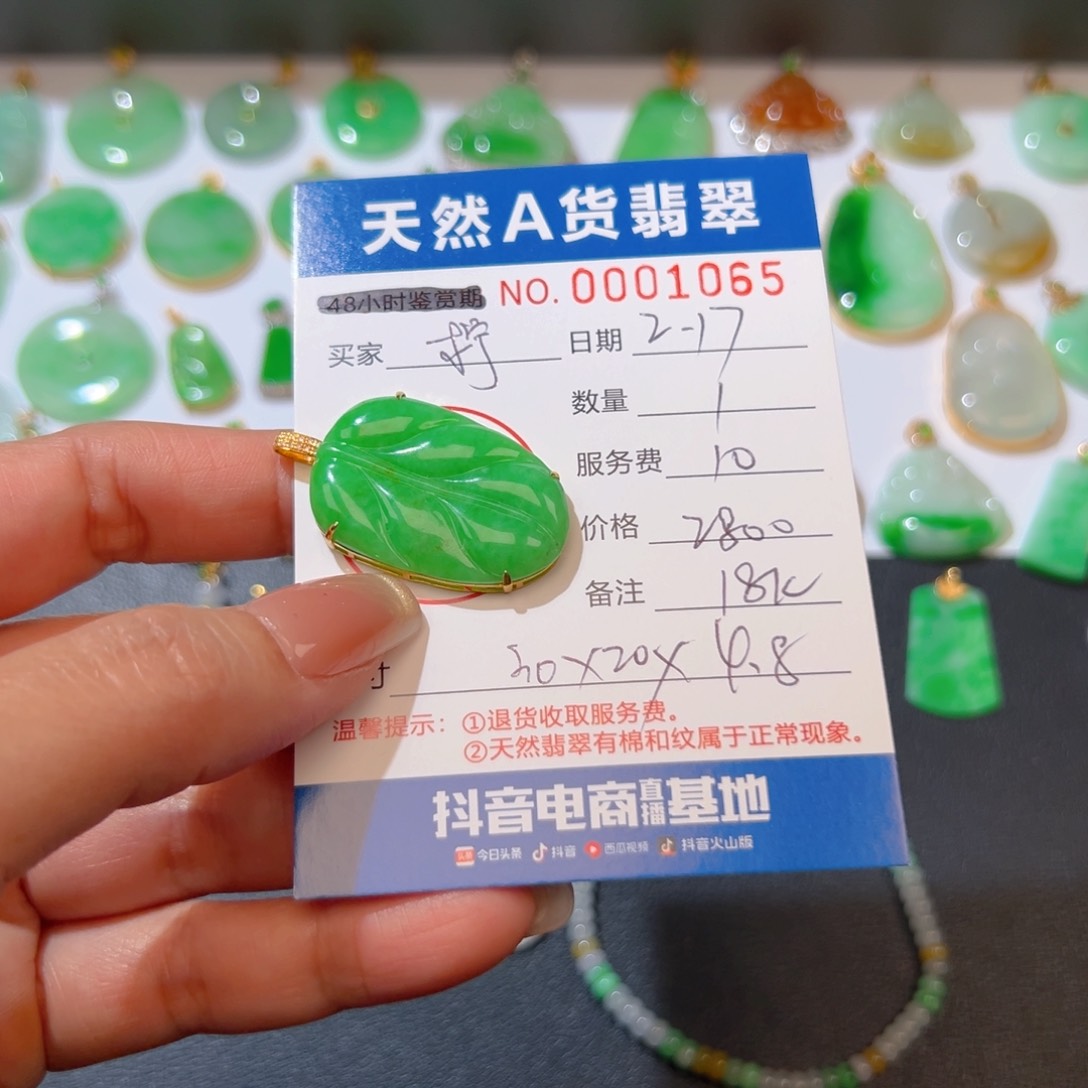 天然A货翡翠
48小时鉴赏期 NO.0001065
买家 日期 2-17
数量 1
服务费 10
价格 2800
备注 18K
寸 30X20X
温馨提示：①退货收取服务费。
②天然翡翠有棉和纹属于正常现象。
抖音电商直播基地
今日头条 抖音 西瓜视频 抖音火山版